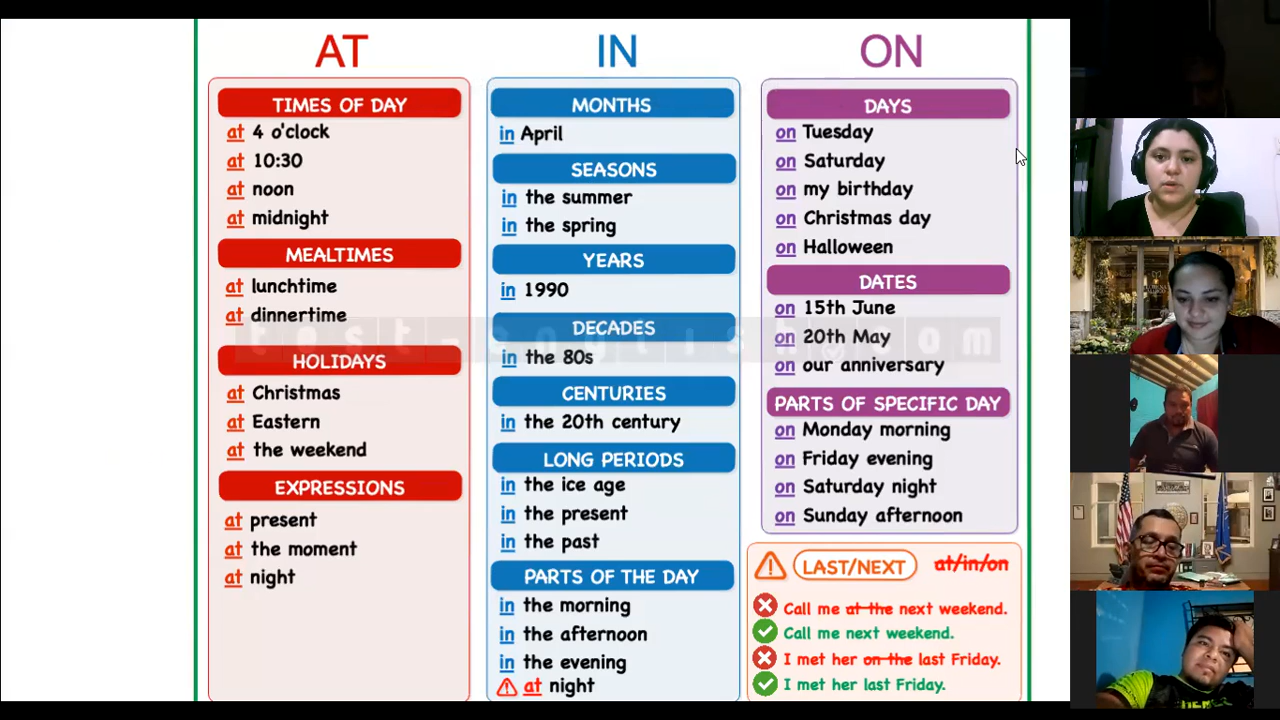 AT
TIMES OF DAY
at 4 o'clock
at 10:30
at noon
at midnight
MEALTIMES
at lunchtime
at dinnertime
HOLIDAYS
at Christmas
at Eastern
at the weekend
EXPRESSIONS
at present
at the moment
at night
IN
MONTHS
in April
SEASONS
in the summer
in the spring
YEARS
in 1990
DECADES
in the 80s
CENTURIES
in the 20th century
LONG PERIODS
in the ice age
in the present
in the past
PARTS OF THE DAY
in the morning
in the afternoon
in the evening
at night
ON
DAYS
on Tuesday
on Saturday
on my birthday
on Christmas day
on Halloween
DATES
on 15th June
on 20th May
on our anniversary
PARTS OF SPECIFIC DAY
on Monday morning
on Friday evening
on Saturday night
on Sunday afternoon
LAST/NEXT at/in/on
Call me at the next weekend.
Call me next weekend.
I met her on the last Friday.
I met her last Friday.
test-english.com